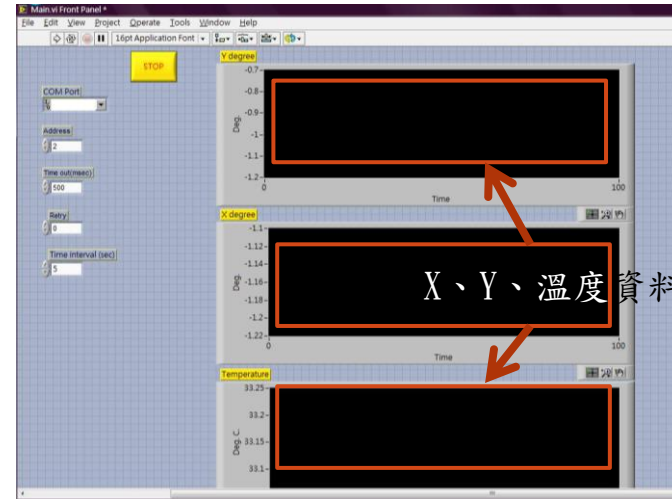 Main.vi Front Panel *
File Edit View Project Operate Tools Window Help
16pt Application Font
STOP
COM Port
Address
2
Time out(msec)
500
Retry
0
Time Interval (sec)
5
Y degree
-0.7
-0.8
-0.9
-1
-1.1
-1.2
Deg.
0
100
Time
X degree
-1.1
-1.12
-1.14
-1.16
-1.18
-1.2
-1.22
Deg.
0
100
Time
X、Y、溫度資料
Temperature
33.25
33.2
33.15
33.1
Deg. C.